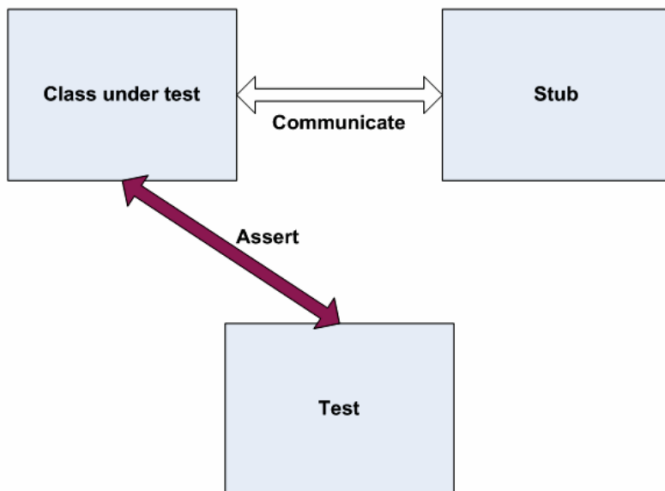 Class under test
Stub
Communicate
Assert
Test